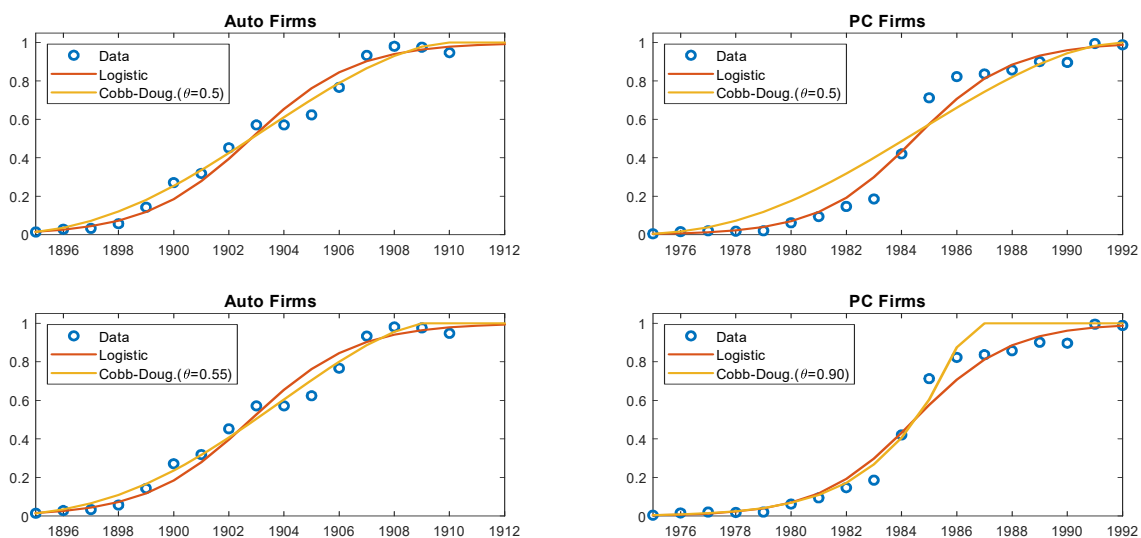 Auto Firms
1
0.8
0.6
0.4
0.2
0
Data
Logistic
Cobb-Doug.(θ=0.5)
1896 1898 1900 1902 1904 1906 1908 1910 1912
PC Firms
1
0.8
0.6
0.4
0.2
0
Data
Logistic
Cobb-Doug.(θ=0.5)
1976 1978 1980 1982 1984 1986 1988 1990 1992
Auto Firms
1
0.8
0.6
0.4
0.2
0
Data
Logistic
Cobb-Doug.(θ=0.55)
1896 1898 1900 1902 1904 1906 1908 1910 1912
PC Firms
1
0.8
0.6
0.4
0.2
0
Data
Logistic
Cobb-Doug.(θ=0.90)
1976 1978 1980 1982 1984 1986 1988 1990 1992